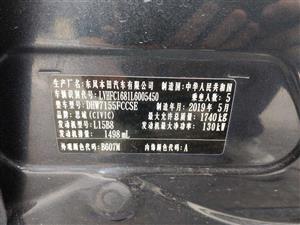 生产厂名:东风本田汽车有限公司 制造国:中华人民共和国
车辆识别代号:LVHFC1681L6005450 乘坐人数:5
整车型号:DHW7155FCCSE 制造年月:2019年5月
品牌:思域(CIVIC) 最大允许总质量:1740kg
发动机型号:L15B8 发动机最大净功率:130kW
发动机排量:1498mL
外观颜色代码:B607M 内饰颜色代码:A